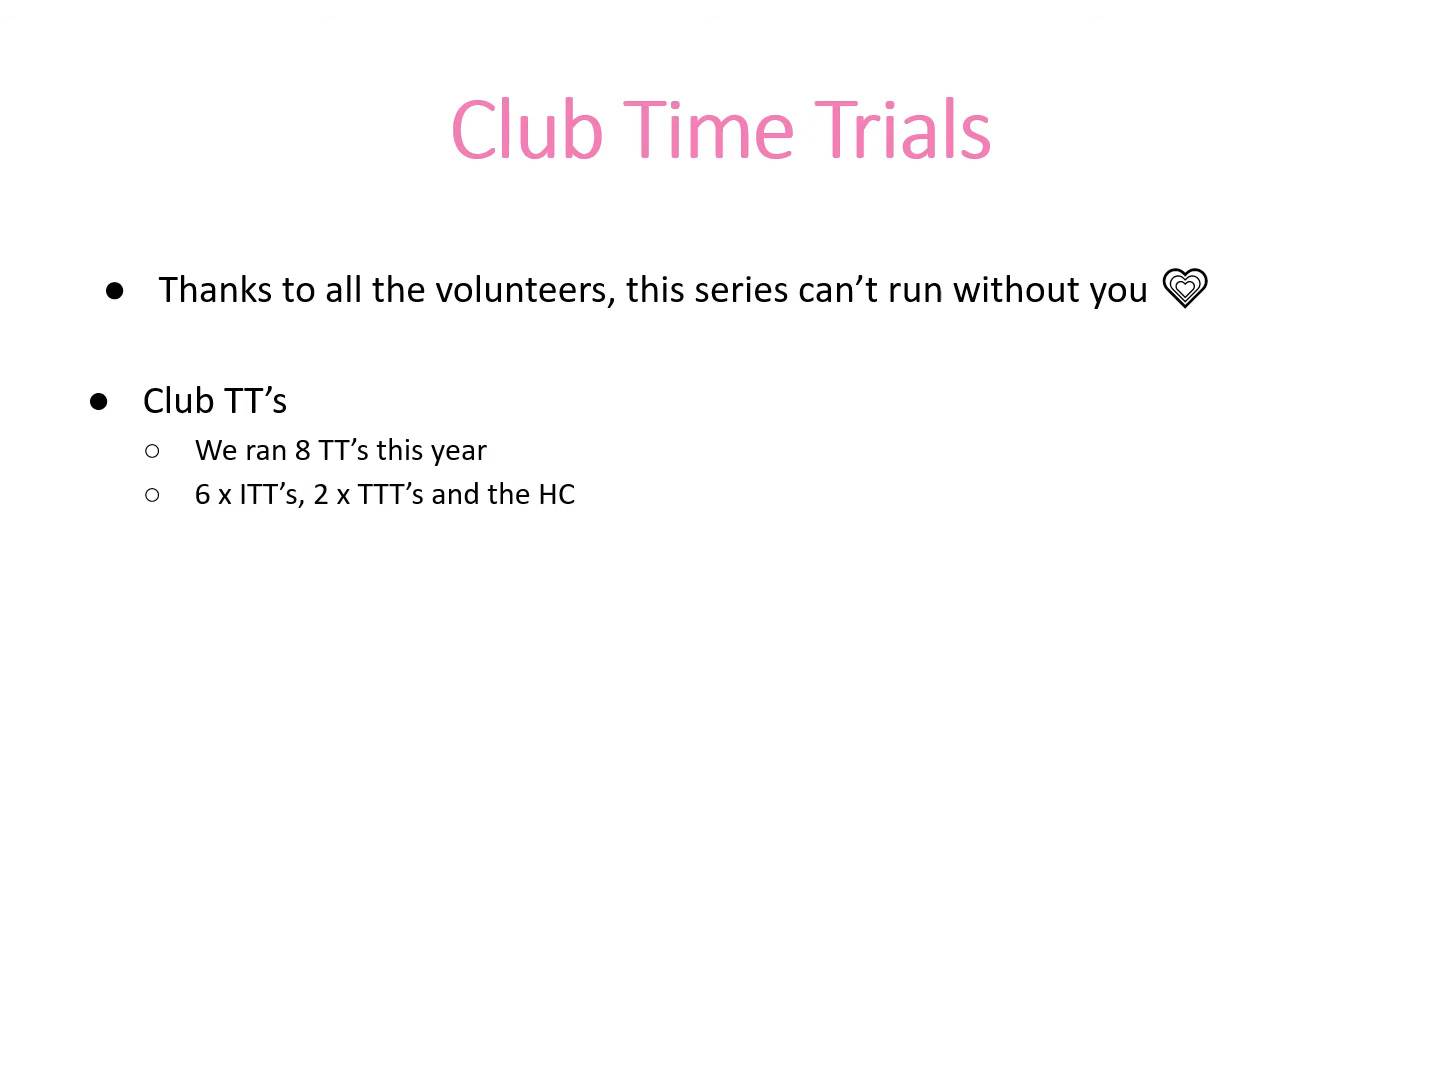 Club Time Trials
● Thanks to all the volunteers, this series can’t run without you 💗
● Club TT’s
○ We ran 8 TT’s this year
○ 6 x ITT’s, 2 x TTT’s and the HC